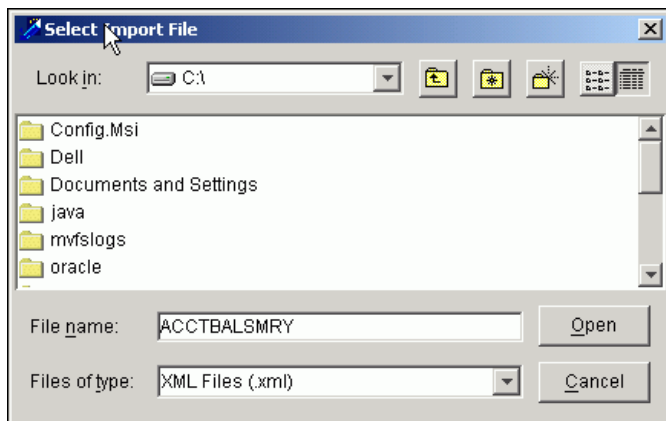 Select Import File
Look in: C:\
Config.Msi
Dell
Documents and Settings
java
mvfslogs
oracle
File name: ACCTBALSMRY Open
Files of type: XML Files (.xml) Cancel